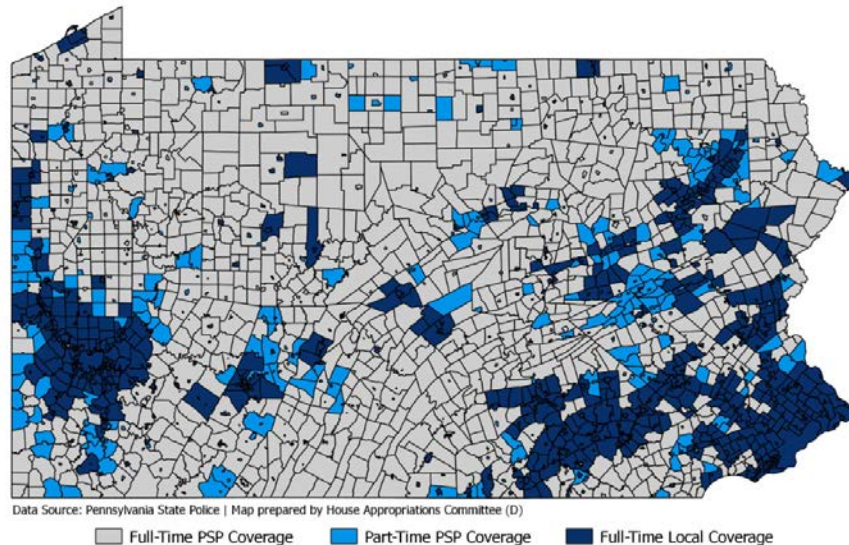 Data Source: Pennsylvania State Police | Map prepared by House Appropriations Committee (D)
Full-Time PSP Coverage Part-Time PSP Coverage Full-Time Local Coverage